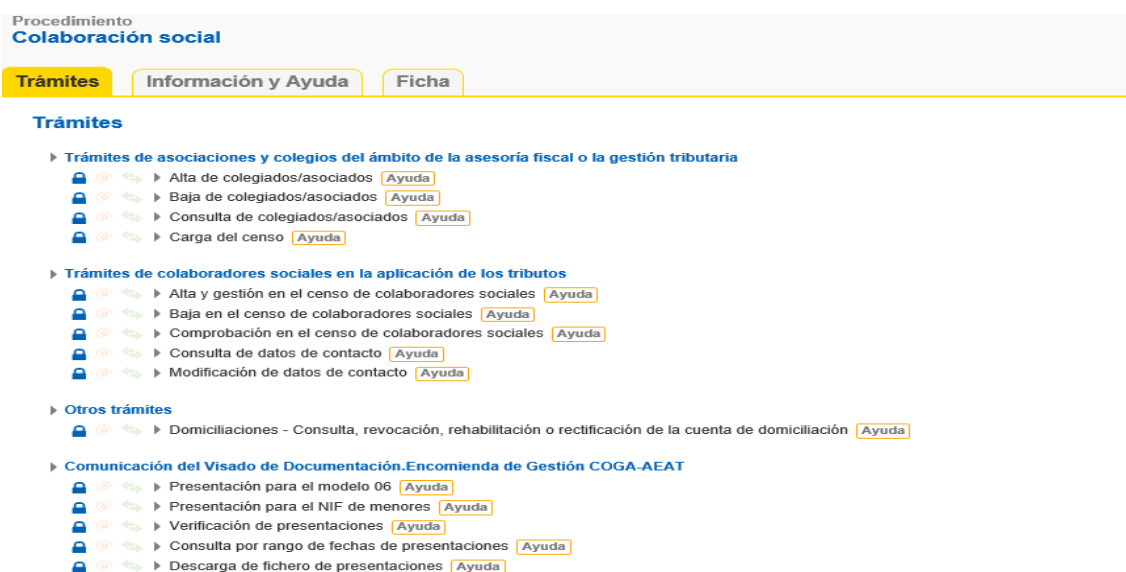 Procedimiento
Colaboración social
Trámites Información y Ayuda Ficha
Trámites
Trámites de asociaciones y colegios del ámbito de la asesoría fiscal o la gestión tributaria
Alta de colegiados/asociados Ayuda
Baja de colegiados/asociados Ayuda
Consulta de colegiados/asociados Ayuda
Carga del censo Ayuda
Trámites de colaboradores sociales en la aplicación de los tributos
Alta y gestión en el censo de colaboradores sociales Ayuda
Baja en el censo de colaboradores sociales Ayuda
Comprobación en el censo de colaboradores sociales Ayuda
Consulta de datos de contacto Ayuda
Modificación de datos de contacto Ayuda
Otros trámites
Domiciliaciones - Consulta, revocación, rehabilitación o rectificación de la cuenta de domiciliación Ayuda
Comunicación del Visado de Documentación.Encomienda de Gestión COGA-AEAT
Presentación para el modelo 06 Ayuda
Presentación para el NIF de menores Ayuda
Verificación de presentaciones Ayuda
Consulta por rango de fechas de presentaciones Ayuda
Descarga de fichero de presentaciones Ayuda